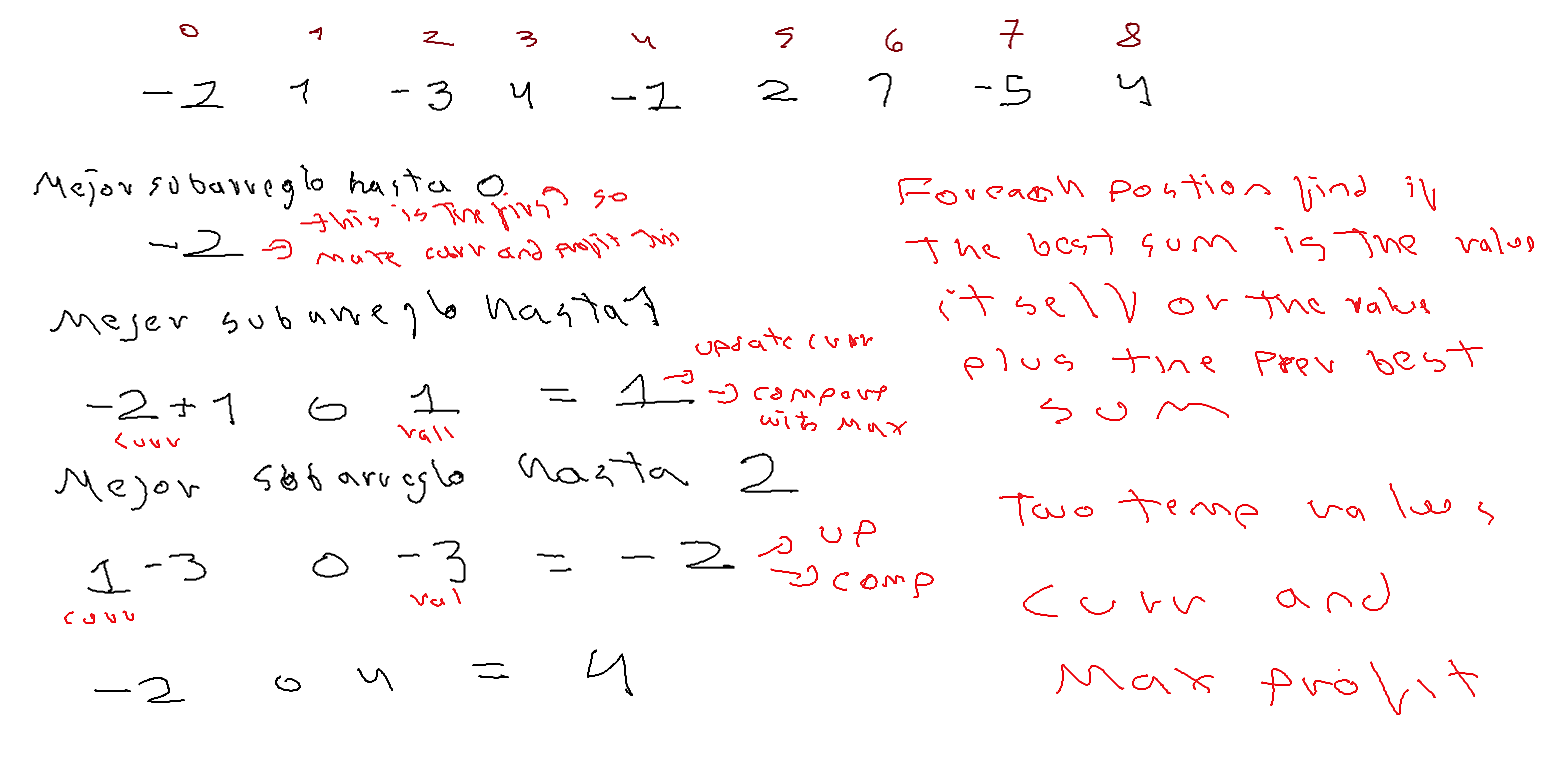 0 1 2 3 4 5 6 7 8
-2 1 -3 4 -1 2 1 -5 4
Mejor subarreglo hasta 0
-2 → this is the first so
make curr and profit this
Mejor subarreglo hasta 1
-2+1 o 1 = 1 → update curr
→ compare
with max
curr val
Mejor subarreglo hasta 2
1-3 o -3 = -2 → up
→ comp
curr val
-2 o 4 = 4
Foreach postion find if
the best sum is the value
itself or the value
plus the prev best
sum
Two temp values
curr and
Max profit